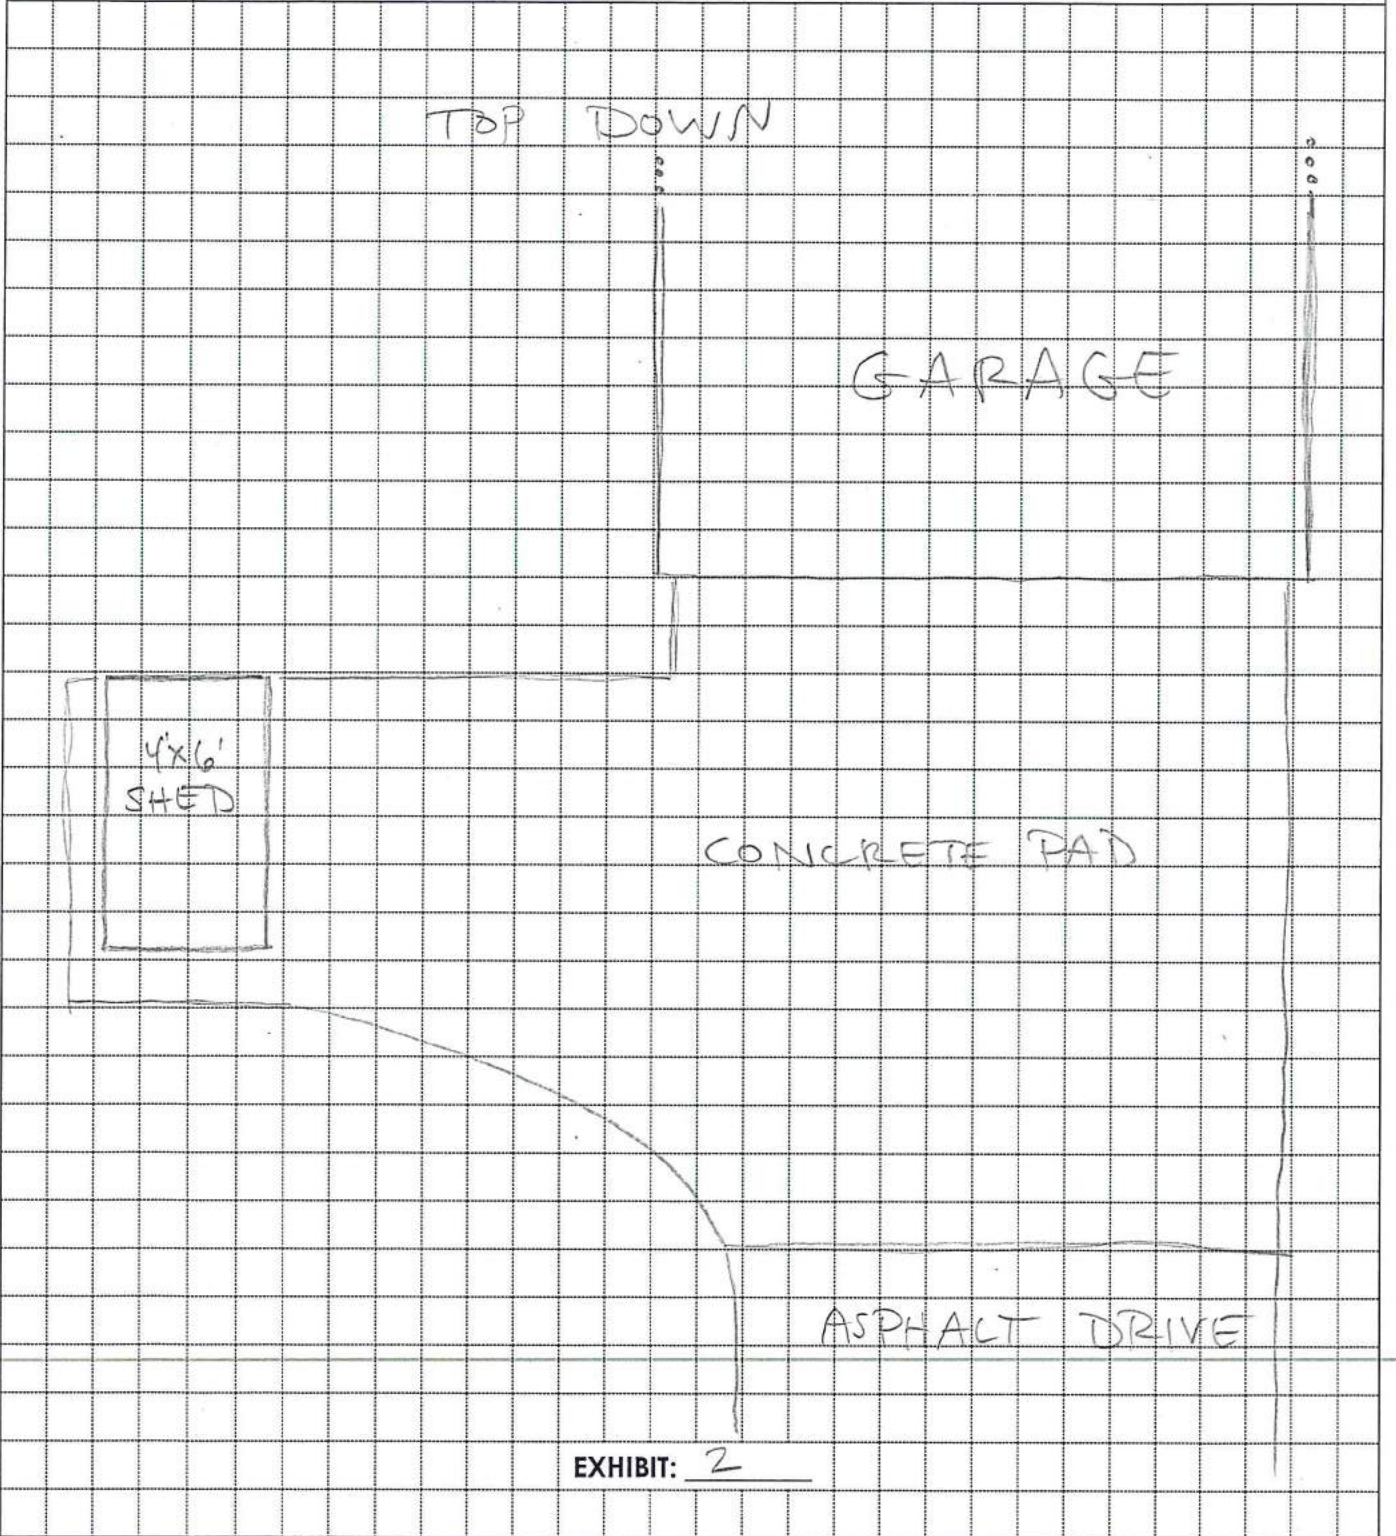 TOP DOWN
GARAGE
4'x6'
SHED
CONCRETE PAD
ASPHALT DRIVE
EXHIBIT: 2